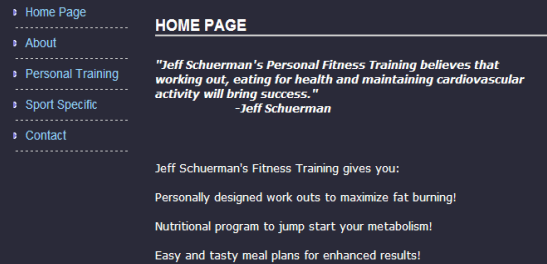 Home Page
About
Personal Training
Sport Specific
Contact
HOME PAGE
"Jeff Schuerman's Personal Fitness Training believes that
working out, eating for health and maintaining cardiovascular
activity will bring success."
-Jeff Schuerman
Jeff Schuerman's Fitness Training gives you:
Personally designed work outs to maximize fat burning!
Nutritional program to jump start your metabolism!
Easy and tasty meal plans for enhanced results!